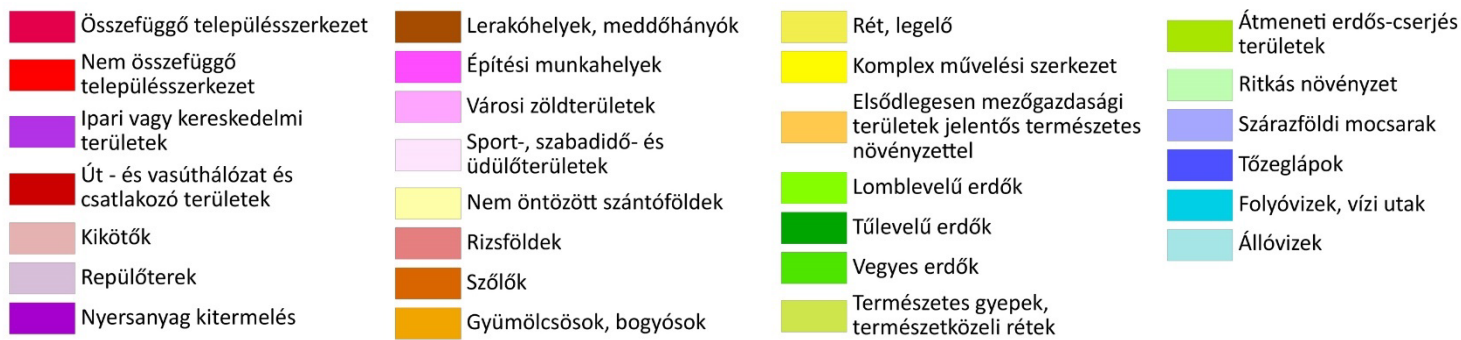 Összefüggő településszerkezet
Nem összefüggő
településszerkezet
Ipari vagy kereskedelmi
területek
Út - és vasúthálózat és
csatlakozó területek
Kikötők
Repülőterek
Nyersanyag kitermelés
Lerakóhelyek, meddőhányók
Építési munkahelyek
Városi zöldterületek
Sport-, szabadidő- és
üdülőterületek
Nem öntözött szántóföldek
Rizsföldek
Szőlők
Gyümölcsösok, bogyósok
Rét, legelő
Komplex művelési szerkezet
Elsődlegesen mezőgazdasági
területek jelentős természetes
növényzettel
Lomblevelű erdők
Tűlevelű erdők
Vegyes erdők
Természetes gyepek,
természetközeli rétek
Átmeneti erdős-cserjés
területek
Ritkás növényzet
Szárazföldi mocsarak
Tőzeglápok
Folyóvizek, vízi utak
Állóvizek